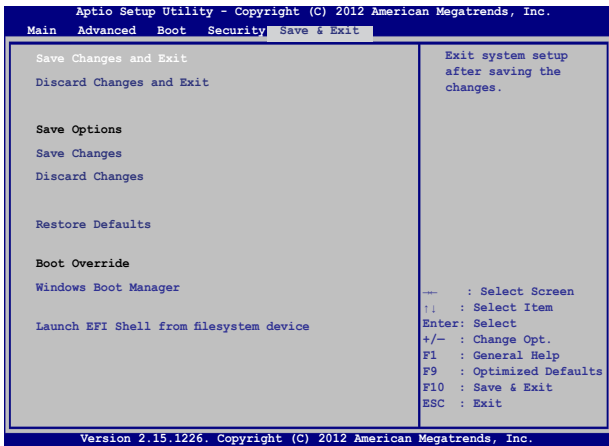 Aptio Setup Utility - Copyright (C) 2012 American Megatrends, Inc.
Main Advanced Boot Security Save & Exit
Save Changes and Exit
Discard Changes and Exit
Save Options
Save Changes
Discard Changes
Restore Defaults
Boot Override
Windows Boot Manager
Launch EFI Shell from filesystem device
Exit system setup
after saving the
changes.
→← : Select Screen
↑↓ : Select Item
Enter: Select
+/— : Change Opt.
F1 : General Help
F9 : Optimized Defaults
F10 : Save & Exit
ESC : Exit
Version 2.15.1226. Copyright (C) 2012 American Megatrends, Inc.